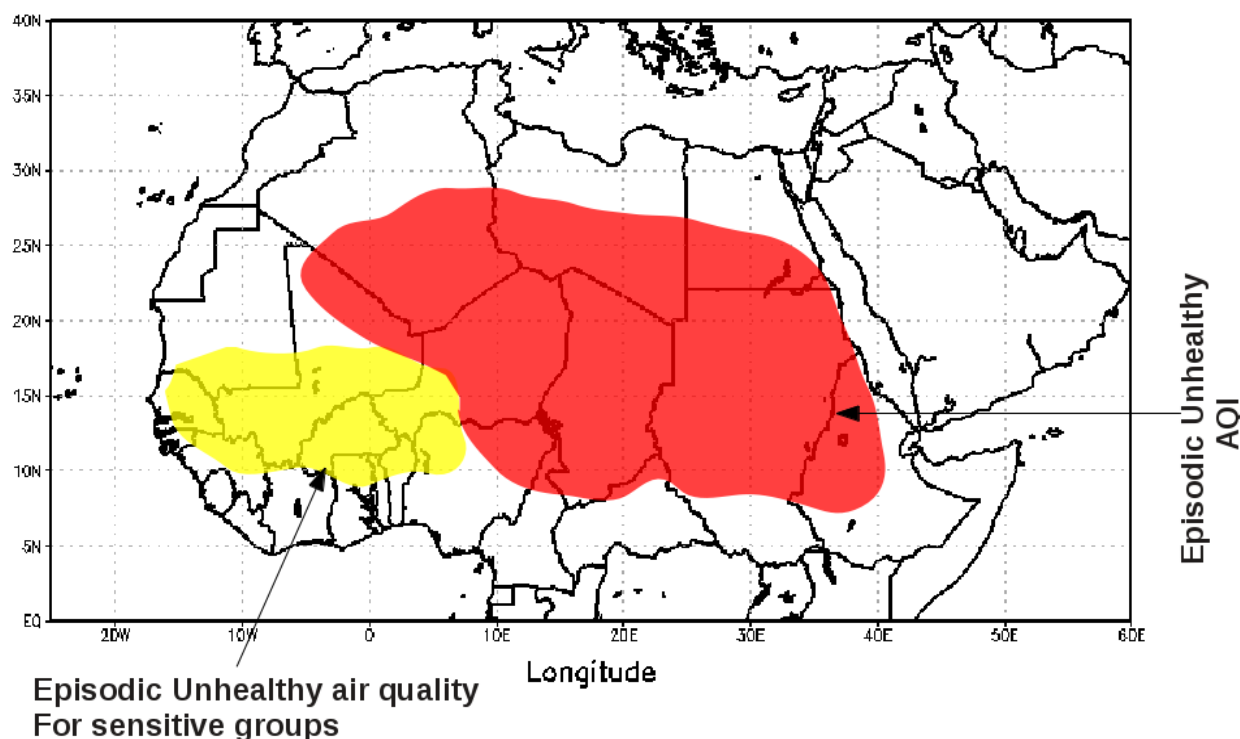 40N
35N
30N
25N
20N
15N
10N
5N
EQ
20W
10W
0
10E
20E
30E
40E
50E
60E
Longitude
Episodic Unhealthy
AQI
Episodic Unhealthy air quality
For sensitive groups